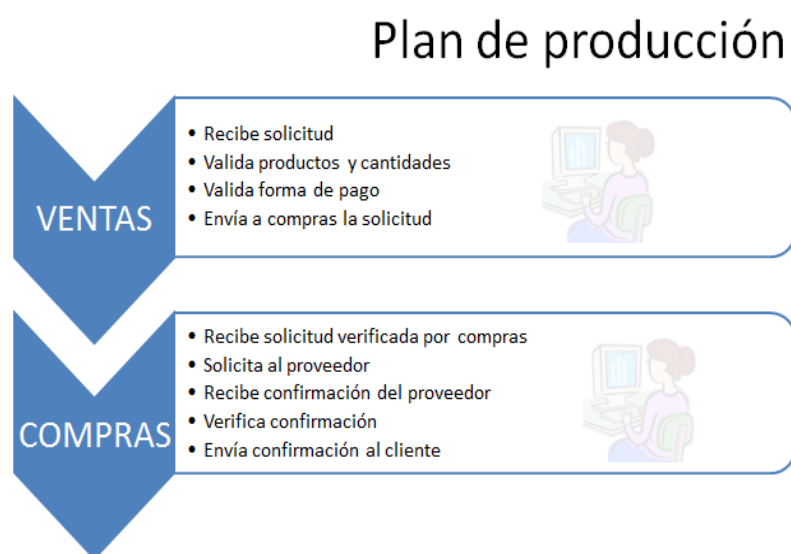 Plan de producción
VENTAS
• Recibe solicitud
• Valida productos y cantidades
• Valida forma de pago
• Envía a compras la solicitud
COMPRAS
• Recibe solicitud verificada por compras
• Solicita al proveedor
• Recibe confirmación del proveedor
• Verifica confirmación
• Envía confirmación al cliente